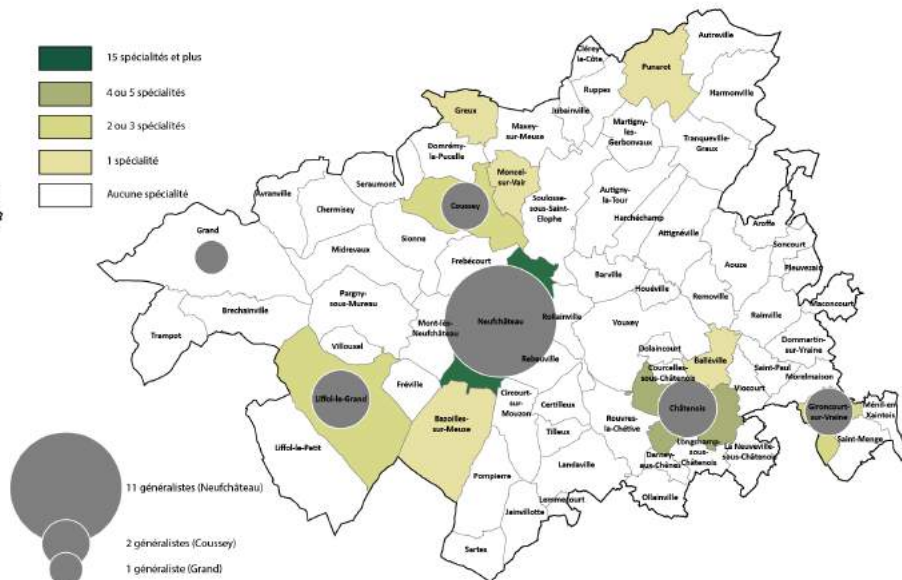 15 spécialités et plus
4 ou 5 spécialités
2 ou 3 spécialités
1 spécialité
Aucune spécialité
Autreville
Clérey-
la-Côte
Punerot
Ruppes
Harmonville
Greux
Jubainville
Maxey-
sur-Meuse
Martigny-
les-
Gerbonvaux
Tranqueville-
Graux
Domrémy-
la-Pucelle
Moncel-
sur-Vair
Seraumont
Avranville
Autigny-
la-Tour
Soulosse-
sous-Saint-
Elophe
Coussey
Chermisey
Harchéchamp
Aroffe
Grand
Sionne
Attignéville
Soncourt
Midrevaux
Frebécourt
Aouze
Pleuvezain
Barville
Houéville
Removille
Pargny-
sous-Mureau
Maconcourt
Brechainville
Rainville
Rollainville
Neufchâteau
Vouxey
Mont-lès-
Neufchâteau
Trampot
Dommartin-
sur-Vraine
Villouxel
Dolaincourt
Rebeuville
Balléville
Courcelles-
sous-Châtenois
Saint-Paul
Morelmaison
Fréville
Viocourt
Circourt-
sur-
Mouzon
Liffol-le-Grand
Certilleux
Châtenois
Gironcourt-
sur-Vraine
Ménil-en-
Xaintois
Bazoilles-
sur-Meuse
Rouvres-
la-Chétive
Tilleux
Saint-Menge
Liffol-le-Petit
Longchamp-
sous-
Châtenois
La Neuveville-
sous-Châtenois
Darney-
aux-Chênes
Landaville
Pompierre
Lemmecourt
Ollainville
Jainvillotte
Sartes
11 généralistes (Neufchâteau)
2 généralistes (Coussey)
1 généraliste (Grand)